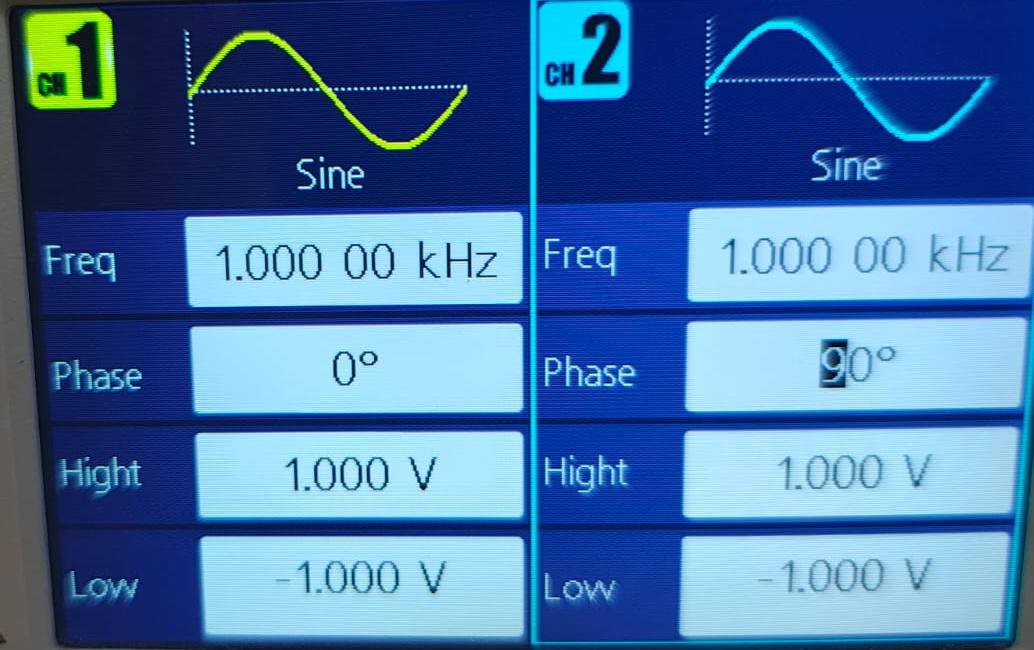 CH 1
Sine
Freq 1.000 00 kHz
Phase 0°
Hight 1.000 V
Low -1.000 V
CH 2
Sine
Freq 1.000 00 kHz
Phase 90°
Hight 1.000 V
Low -1.000 V